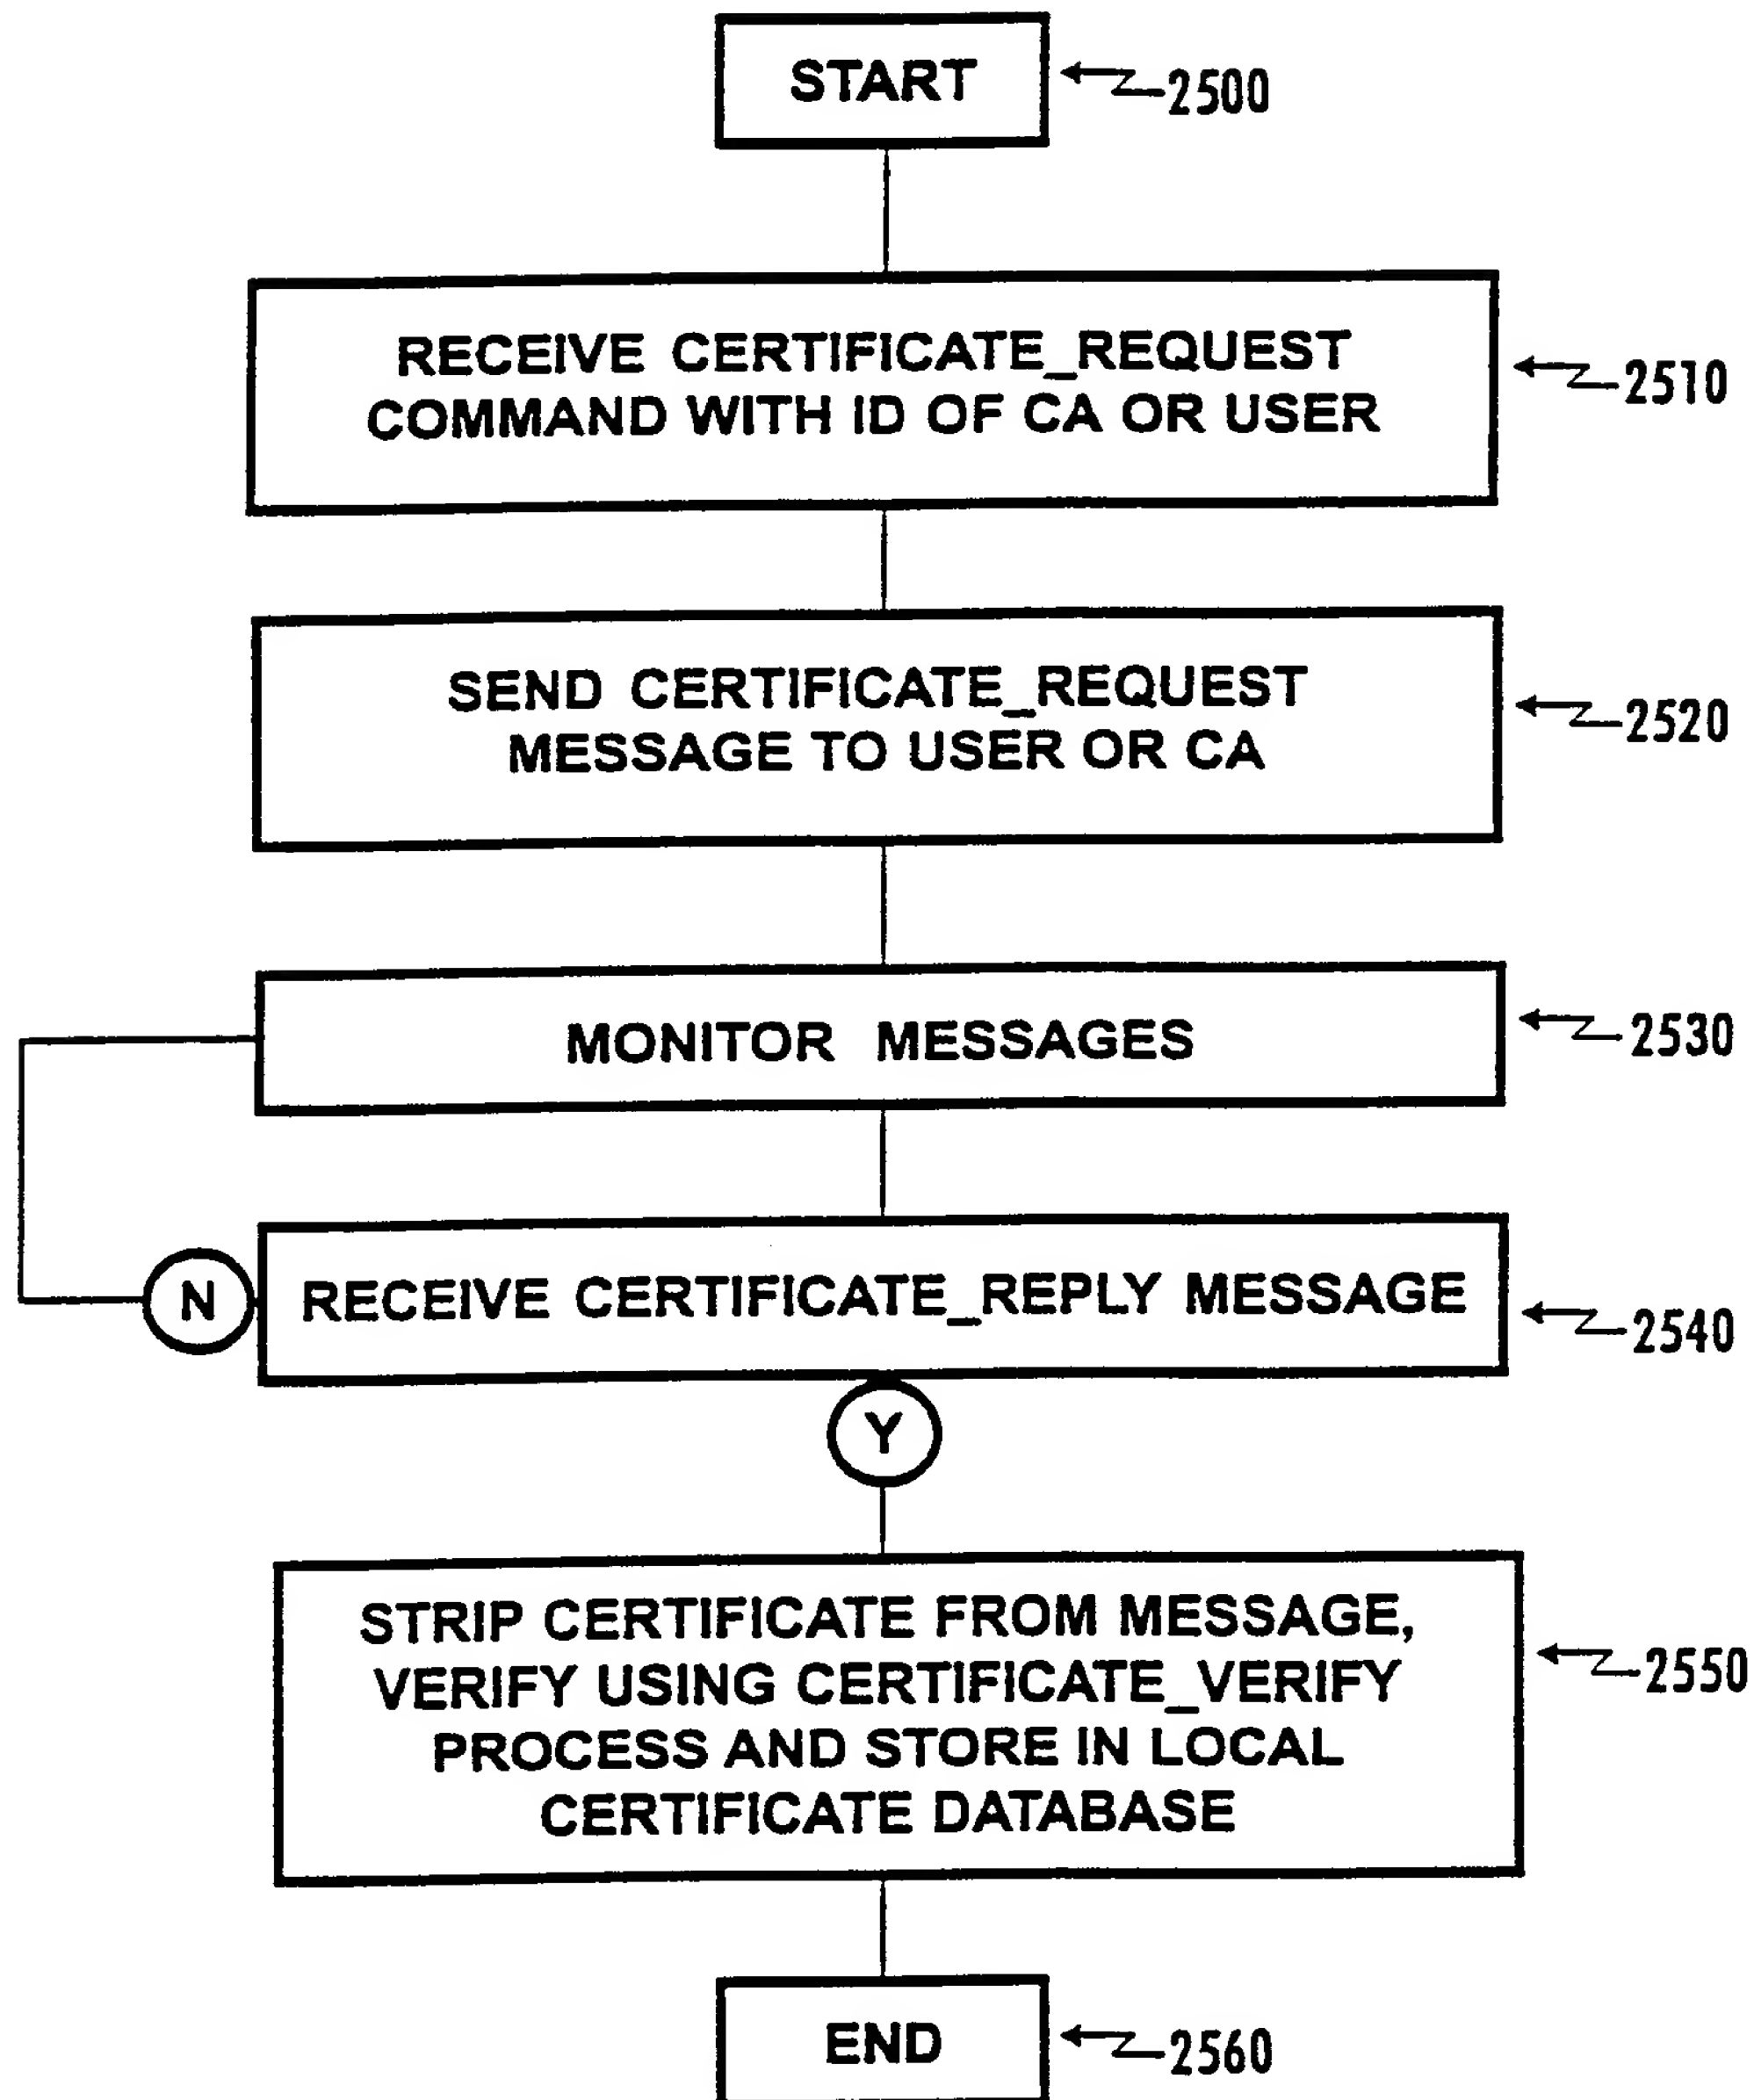 START
2500
RECEIVE CERTIFICATE_REQUEST
COMMAND WITH ID OF CA OR USER
2510
SEND CERTIFICATE_REQUEST
MESSAGE TO USER OR CA
2520
MONITOR MESSAGES
2530
N
RECEIVE CERTIFICATE_REPLY MESSAGE
2540
Y
STRIP CERTIFICATE FROM MESSAGE,
VERIFY USING CERTIFICATE_VERIFY
PROCESS AND STORE IN LOCAL
CERTIFICATE DATABASE
2550
END
2560